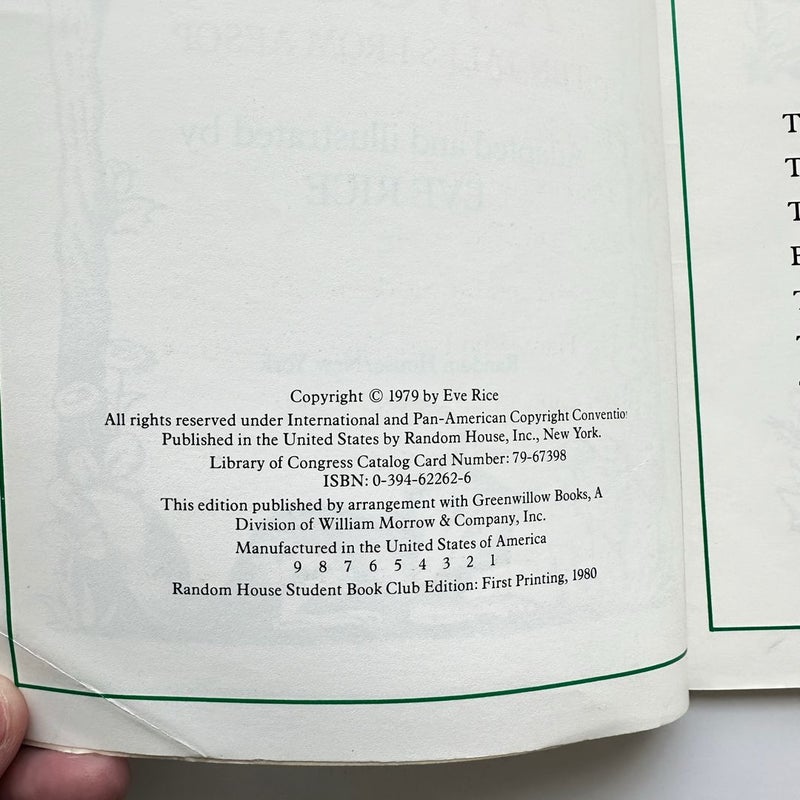 Copyright © 1979 by Eve Rice
All rights reserved under International and Pan-American Copyright
Published in the United States by Random House, Inc., New York.
Library of Congress Catalog Card Number: 79-67398
ISBN: 0-394-62262-6
This edition published by arrangement with Greenwillow Books, A
Division of William Morrow & Company, Inc.
Manufactured in the United States of America
9 8 7 6 5 4 3 2 1
Random House Student Book Club Edition: First Printing, 1980